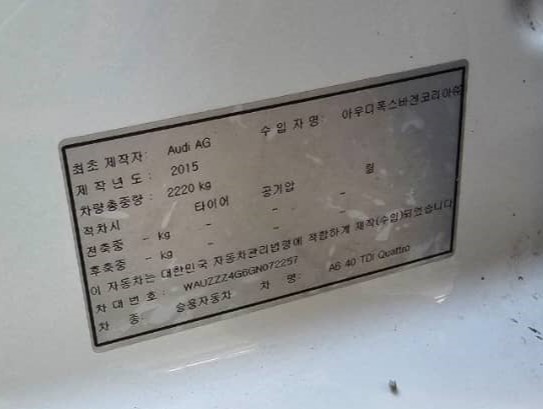 최초 제작자: Audi AG 수 입 자 명: 아우디폭스바겐코리아㈜
제 작 년 도 : 2015
차량총중량 : 2220 kg
적차시 타이어 공기압 림
전축중 - kg - - -
후축중 - kg - - -
이 자동차는 대한민국 자동차관리법령에 적합하게 제작(수입)되었습니다
차 대 번 호 : WAUZZZ4G6GN072257
차 종: 승용자동차 차 명: A6 40 TDI Quattro